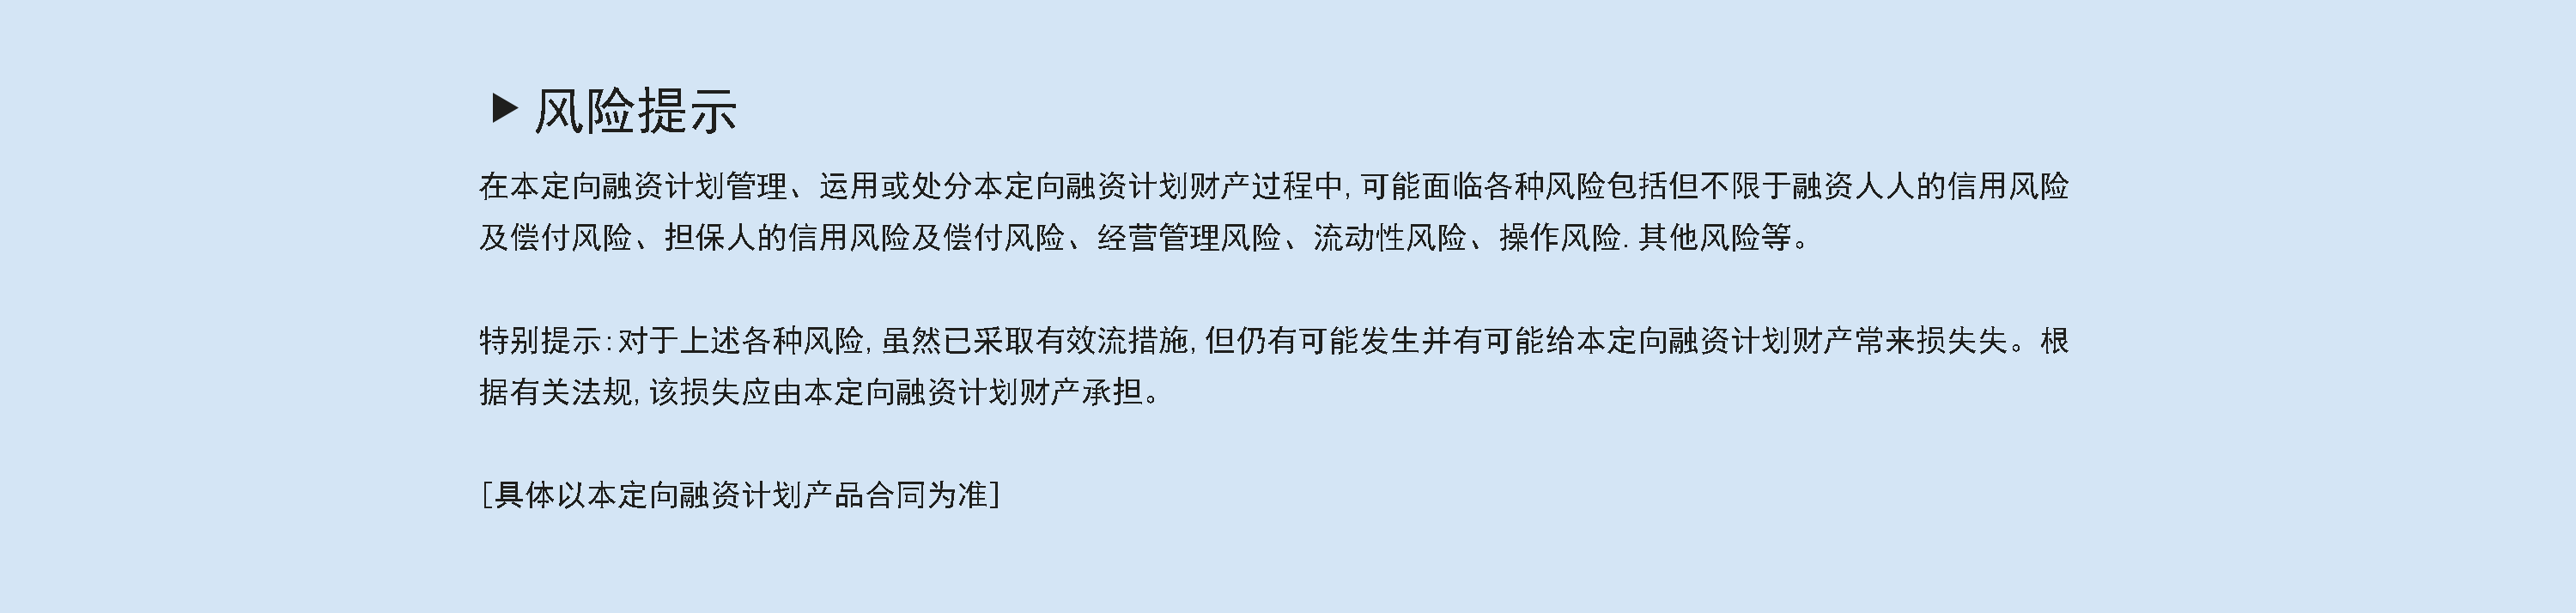 ▶ 风险提示
在本定向融资计划管理、运用或处分本定向融资计划财产过程中,可能面临各种风险包括但不限于融资人人的信用风险
及偿付风险、担保人的信用风险及偿付风险、经营管理风险、流动性风险、操作风险.其他风险等。
特别提示:对于上述各种风险,虽然已采取有效流措施,但仍有可能发生并有可能给本定向融资计划财产常来损失失。根
据有关法规,该损失应由本定向融资计划财产承担。
[具体以本定向融资计划产品合同为准]